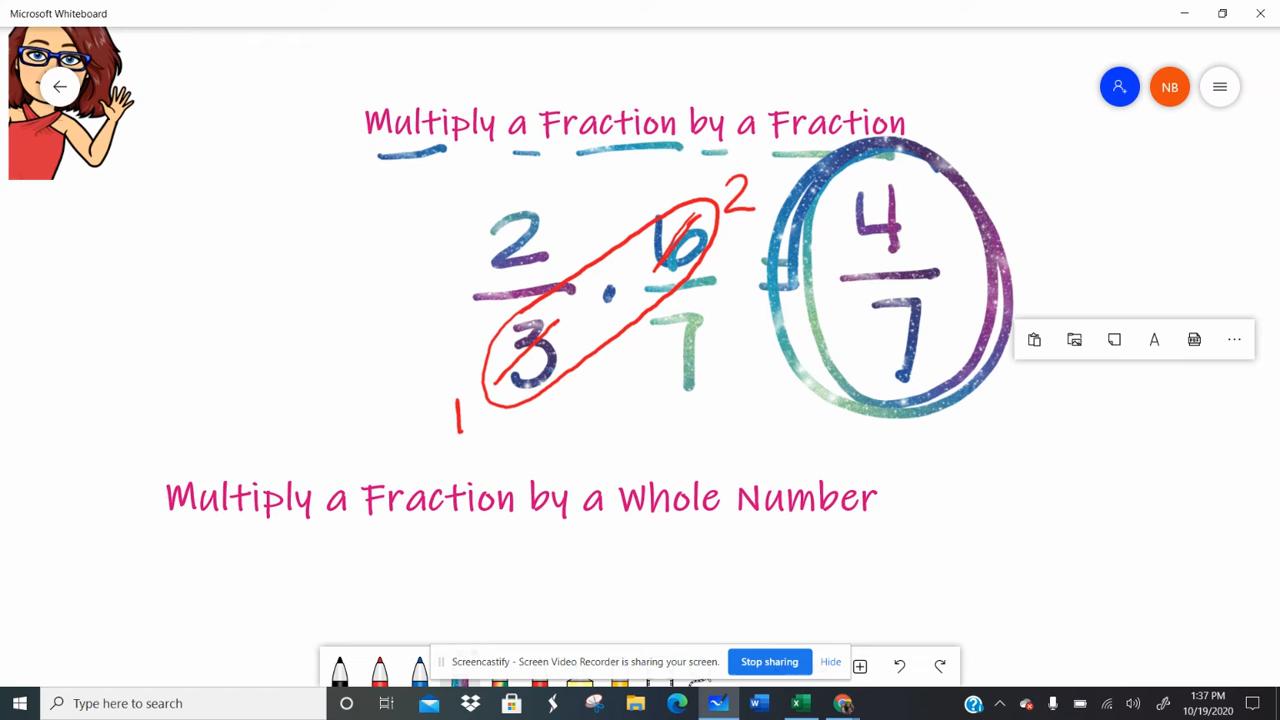 Microsoft Whiteboard
NB
Multiply a Fraction by a Fraction
2/3 · 6/7 = 4/7
2
1
Multiply a Fraction by a Whole Number
Screencastify - Screen Video Recorder is sharing your screen.
Stop sharing
Hide
Type here to search
1:37 PM
10/19/2020